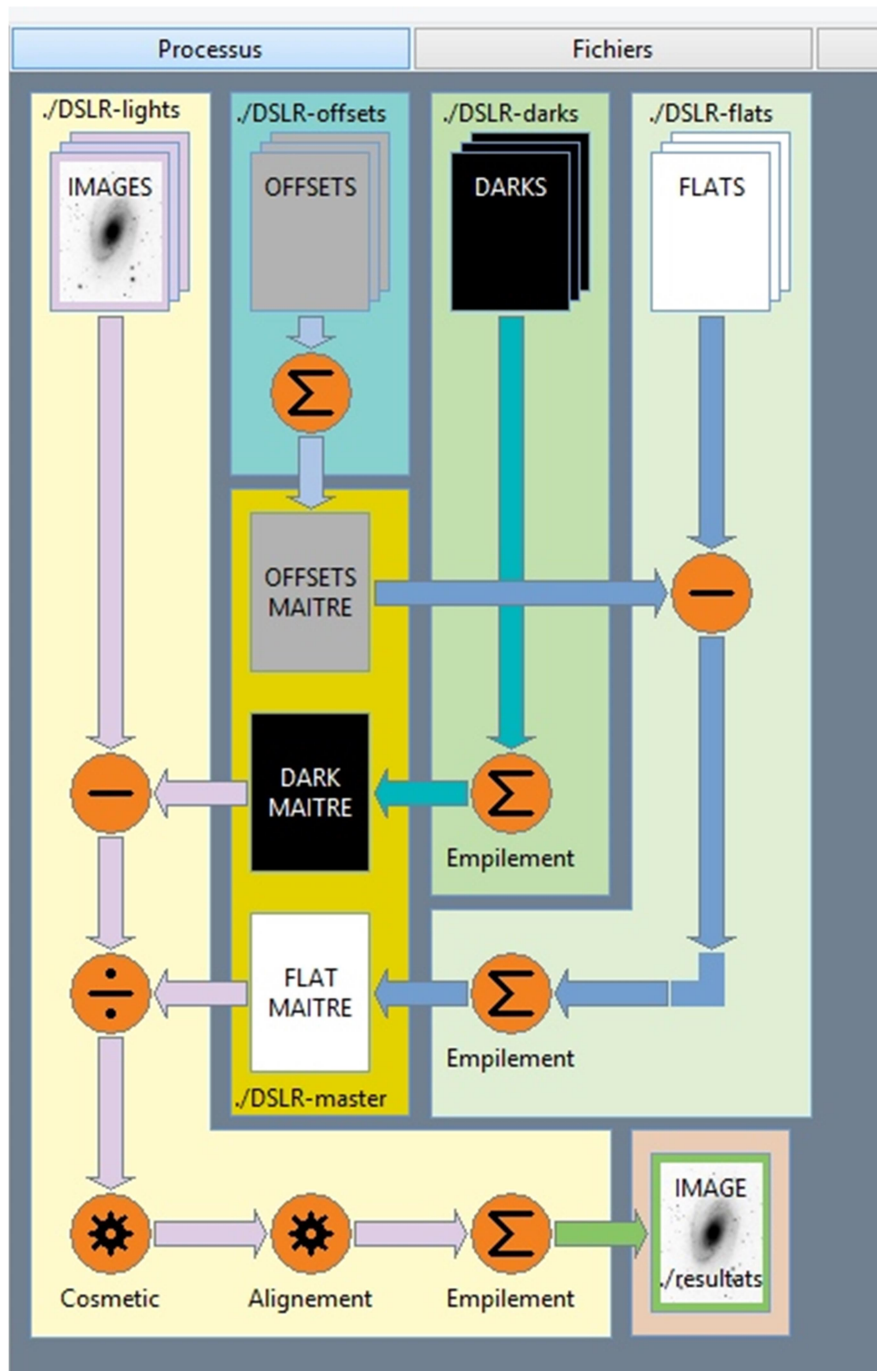 Processus
Fichiers
./DSLR-lights
./DSLR-offsets
./DSLR-darks
./DSLR-flats
IMAGES
OFFSETS
DARKS
FLATS
Σ
OFFSETS
MAITRE
−
−
DARK
MAITRE
Σ
Empilement
÷
FLAT
MAITRE
Σ
Empilement
./DSLR-master
Σ
IMAGE
./resultats
Cosmetic
Alignement
Empilement